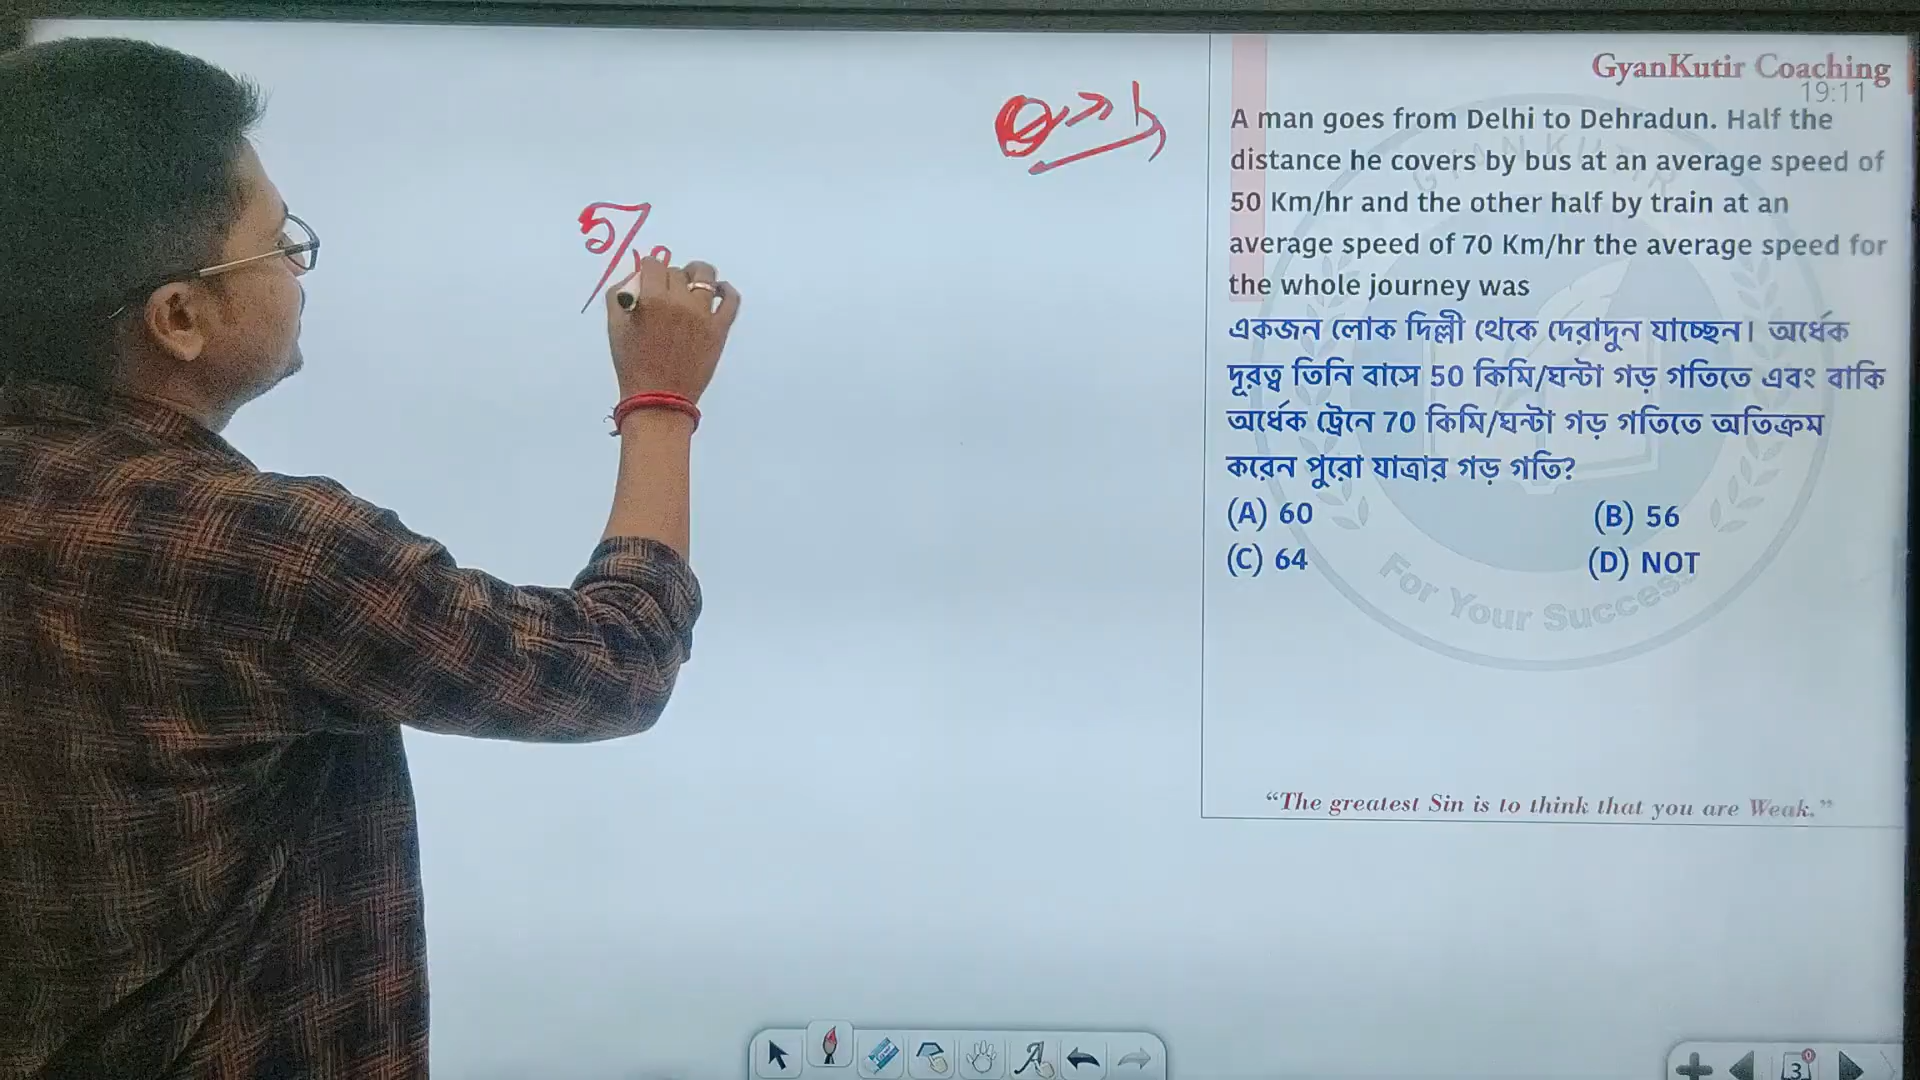 GyanKutir Coaching
19:11
A man goes from Delhi to Dehradun. Half the
distance he covers by bus at an average speed of
50 Km/hr and the other half by train at an
average speed of 70 Km/hr the average speed for
the whole journey was
একজন লোক দিল্লী থেকে দেরাদুন যাচ্ছেন। অর্ধেক
দূরত্ব তিনি বাসে 50 কিমি/ঘন্টা গড় গতিতে এবং বাকি
অর্ধেক ট্রেনে 70 কিমি/ঘন্টা গড় গতিতে অতিক্রম
করেন পুরো যাত্রার গড় গতি?
(A) 60 (B) 56
(C) 64 (D) NOT
GYAN KUTIR
For Your Success
“The greatest Sin is to think that you are Weak.”
5/
3